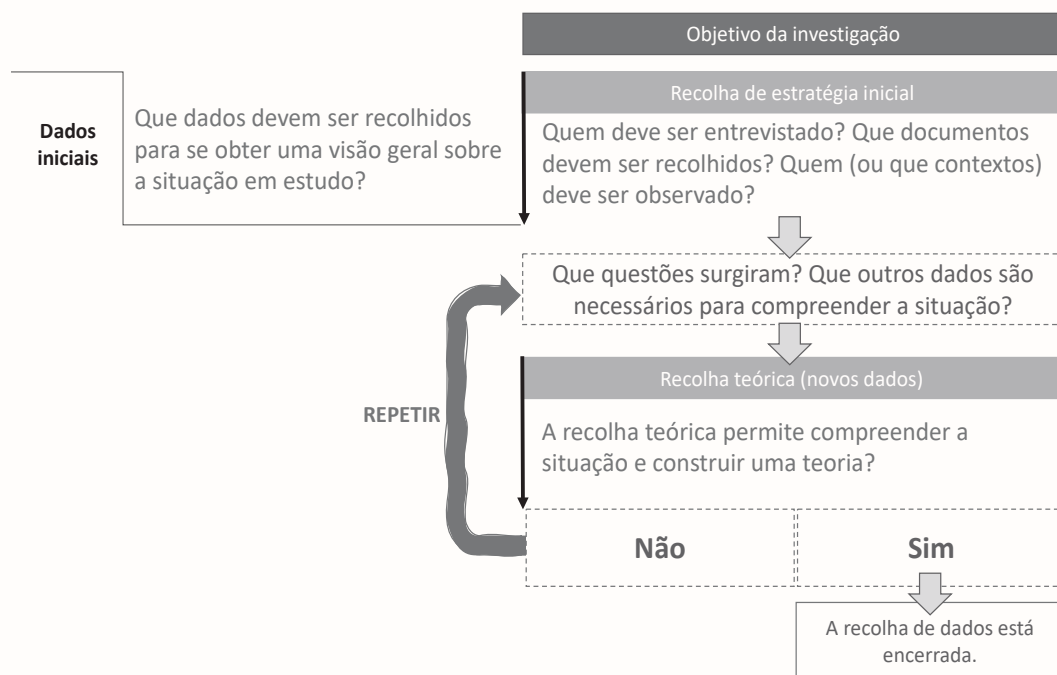 Objetivo da investigação
Recolha de estratégia inicial
Dados
iniciais
Que dados devem ser recolhidos
para se obter uma visão geral sobre
a situação em estudo?
Quem deve ser entrevistado? Que documentos
devem ser recolhidos? Quem (ou que contextos)
deve ser observado?
Que questões surgiram? Que outros dados são
necessários para compreender a situação?
Recolha teórica (novos dados)
REPETIR
A recolha teórica permite compreender a
situação e construir uma teoria?
Não
Sim
A recolha de dados está
encerrada.